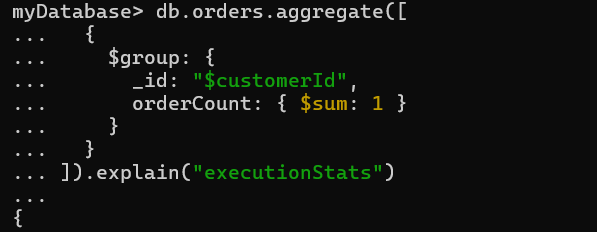 myDatabase> db.orders.aggregate([
...   {
...     $group: {
...       _id: "$customerId",
...       orderCount: { $sum: 1 }
...     }
...   }
... ]).explain("executionStats")
...
{